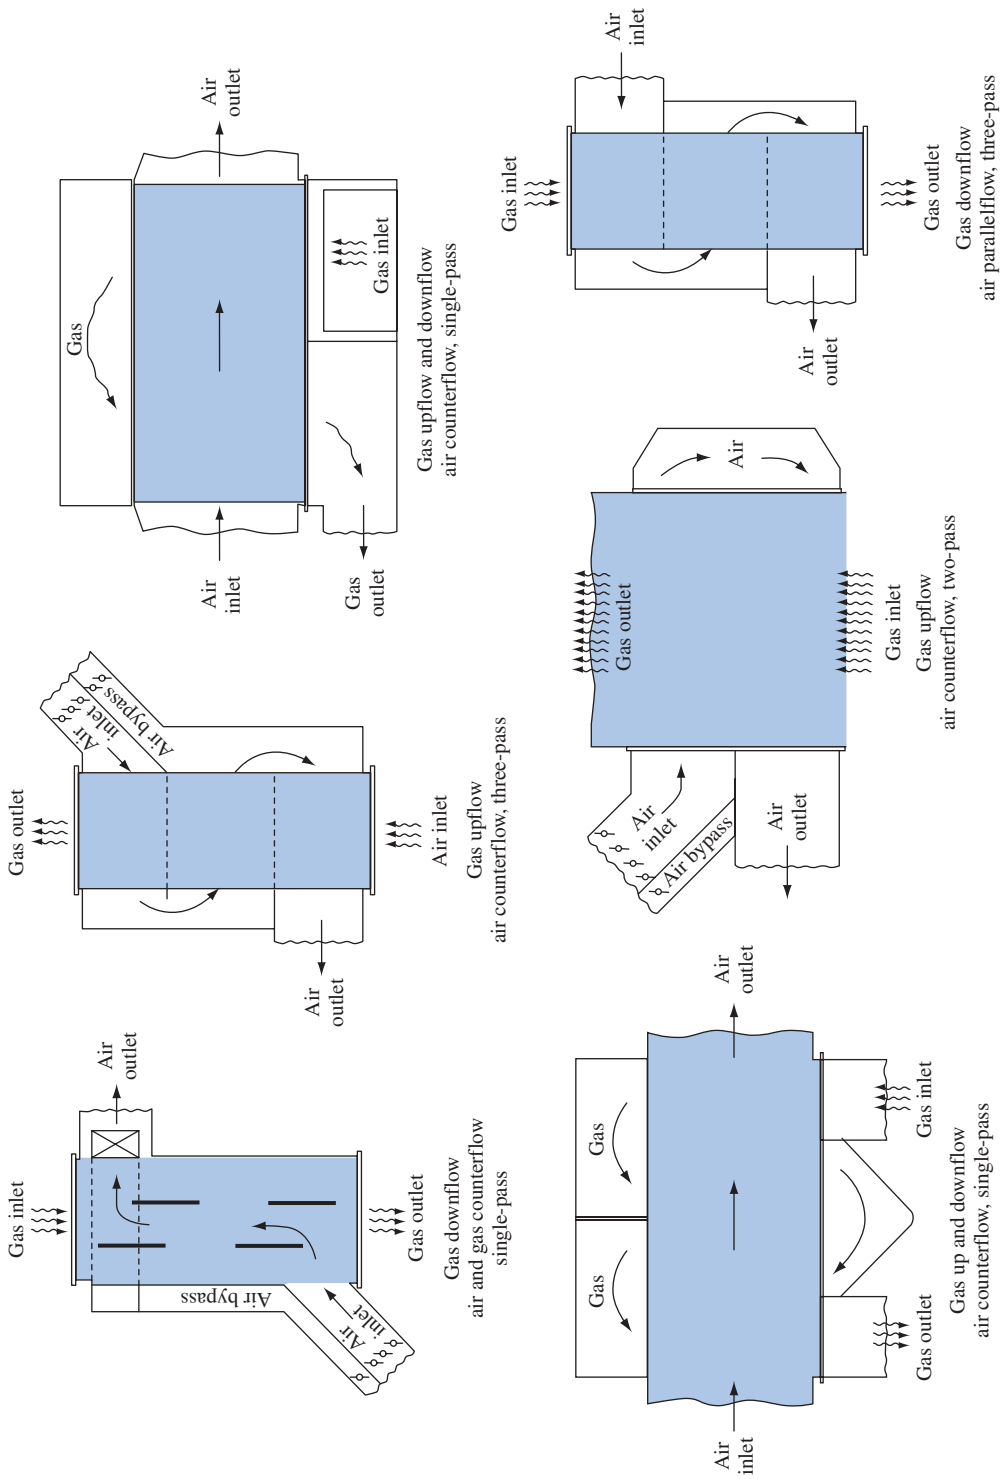 Gas inlet
Air
outlet
Air bypass
Air
inlet
Gas outlet
Gas downflow
air and gas counterflow
single-pass
Gas outlet
Air
inlet
Air bypass
Air
outlet
Air inlet
Gas upflow
air counterflow, three-pass
Gas
Air
outlet
Air
inlet
Gas inlet
Gas
outlet
Gas upflow and downflow
air counterflow, single-pass
Gas
Gas
Air
outlet
Air
inlet
Gas outlet
Gas inlet
Gas up and downflow
air counterflow, single-pass
Gas outlet
Air
inlet
Air bypass
Air
Air
outlet
Gas inlet
Gas upflow
air counterflow, two-pass
Gas inlet
Air
inlet
Air
outlet
Gas outlet
Gas downflow
air parallelflow, three-pass